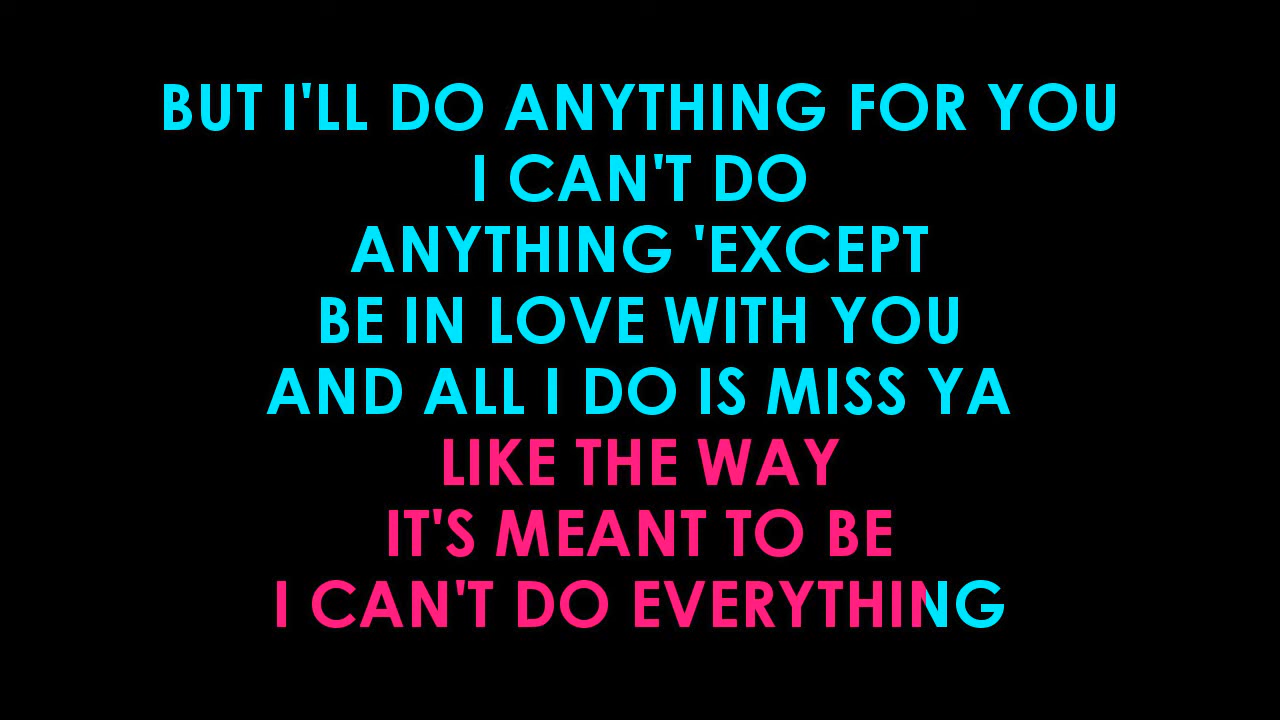 BUT I'LL DO ANYTHING FOR YOU
I CAN'T DO
ANYTHING 'EXCEPT
BE IN LOVE WITH YOU
AND ALL I DO IS MISS YA
LIKE THE WAY
IT'S MEANT TO BE
I CAN'T DO EVERYTHING